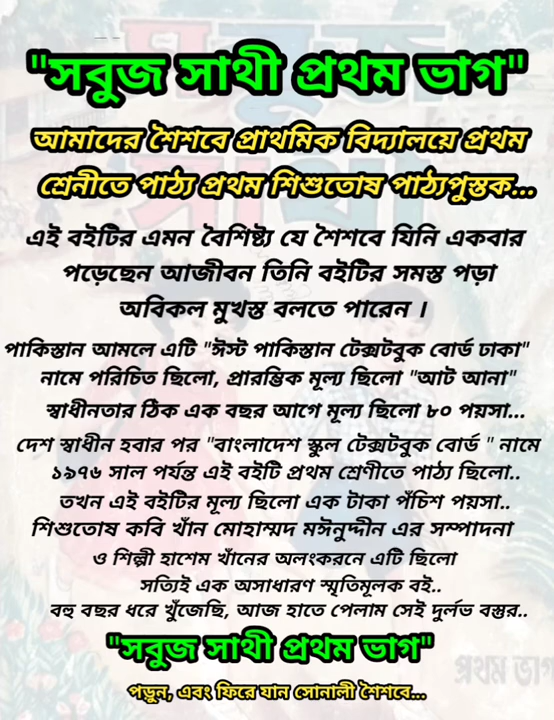 "সবুজ সাথী প্রথম ভাগ"
আমাদের শৈশবে প্রাথমিক বিদ্যালয়ে প্রথম
শ্রেনীতে পাঠ্য প্রথম শিশুতোষ পাঠ্যপুস্তক...
এই বইটির এমন বৈশিষ্ট্য যে শৈশবে যিনি একবার
পড়েছেন আজীবন তিনি বইটির সমস্ত পড়া
অবিকল মুখস্ত বলতে পারেন ।
পাকিস্তান আমলে এটি "ঈস্ট পাকিস্তান টেক্সটবুক বোর্ড ঢাকা"
নামে পরিচিত ছিলো, প্রারম্ভিক মূল্য ছিলো "আট আনা"
স্বাধীনতার ঠিক এক বছর আগে মূল্য ছিলো ৮০ পয়সা...
দেশ স্বাধীন হবার পর "বাংলাদেশ স্কুল টেক্সটবুক বোর্ড " নামে
১৯৭৬ সাল পর্যন্ত এই বইটি প্রথম শ্রেণীতে পাঠ্য ছিলো..
তখন এই বইটির মূল্য ছিলো এক টাকা পঁচিশ পয়সা..
শিশুতোষ কবি খাঁন মোহাম্মদ মঈনুদ্দীন এর সম্পাদনা
ও শিল্পী হাশেম খাঁনের অলংকরনে এটি ছিলো
সত্যিই এক অসাধারণ স্মৃতিমূলক বই..
বহু বছর ধরে খুঁজেছি, আজ হাতে পেলাম সেই দুর্লভ বস্তুর..
"সবুজ সাথী প্রথম ভাগ"
প্রথম ভাগ
পড়ুন, এবং ফিরে যান সোনালী শৈশবে...